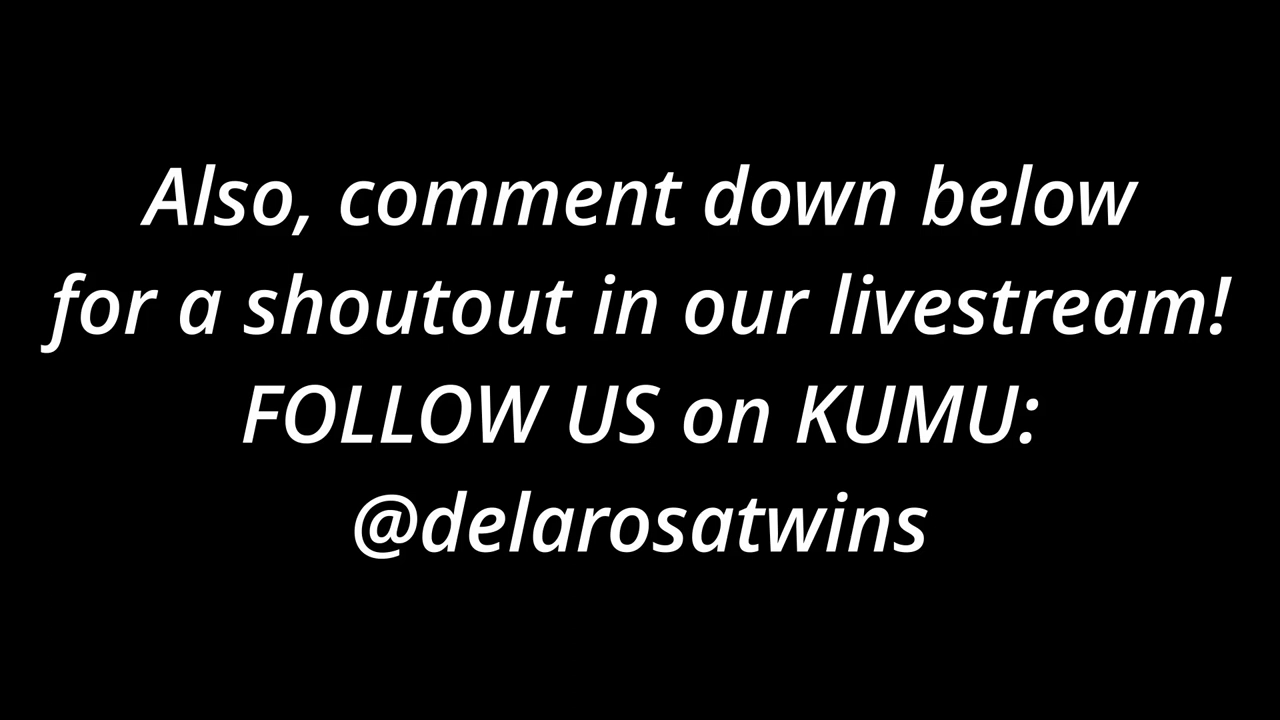 Also, comment down below
for a shoutout in our livestream!
FOLLOW US on KUMU:
@delarosatwins